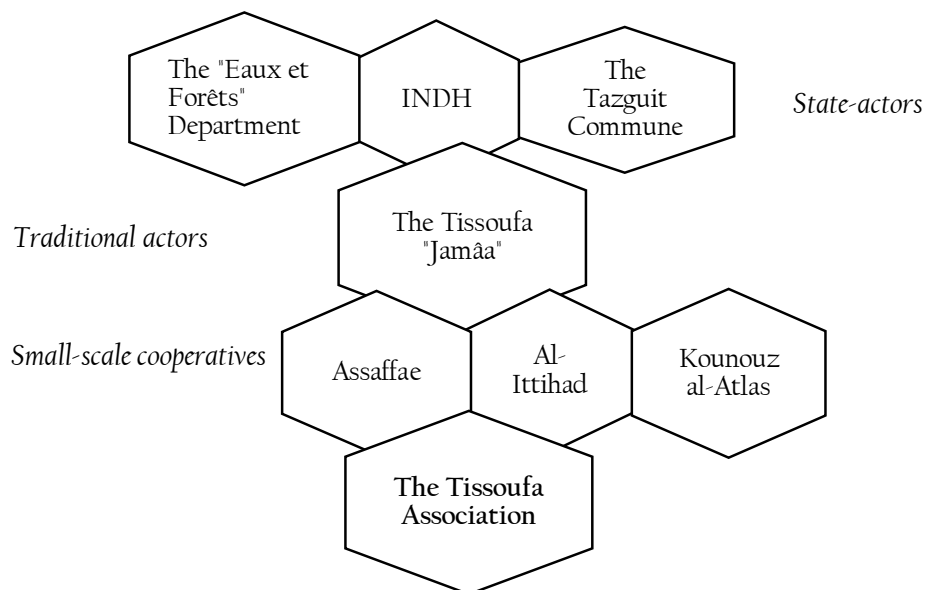 The "Eaux et
Forêts"
Department
INDH
The
Tazguit
Commune
State-actors
Traditional actors
The Tissoufa
"Jamâa"
Small-scale cooperatives
Assaffae
Al-
Ittihad
Kounouz
al-Atlas
The Tissoufa
Association